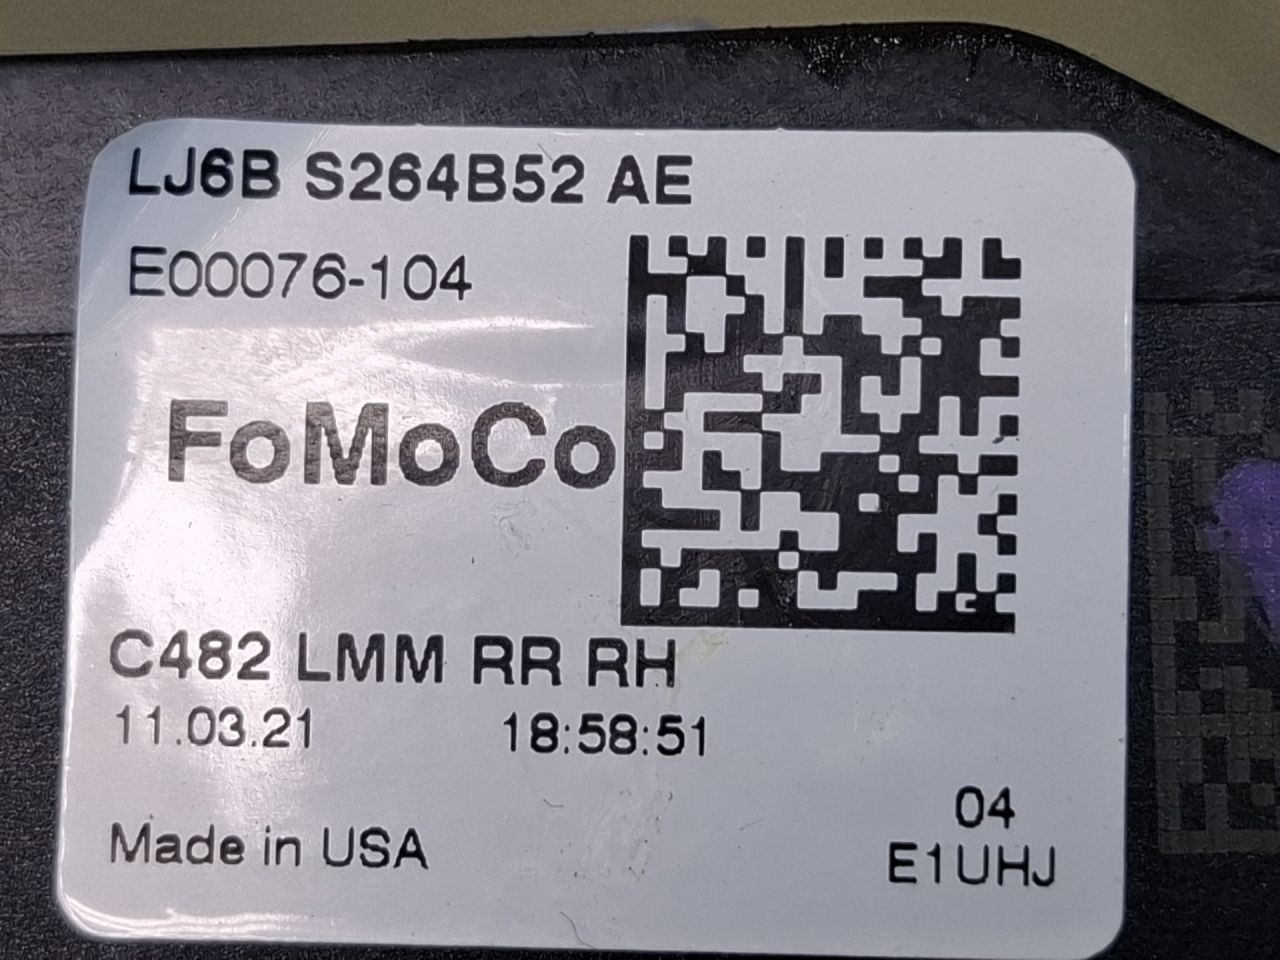 LJ6B S264B52 AE
E00076-104
FoMoCo
C482 LMM RR RH
11.03.21 18:58:51
Made in USA
04
E1UHJ